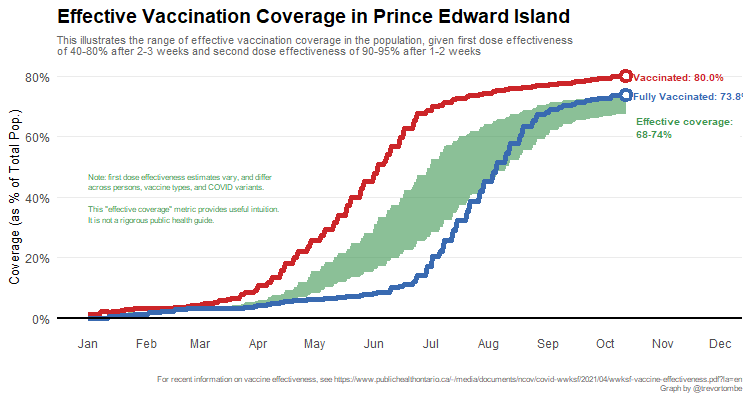 Effective Vaccination Coverage in Prince Edward Island
This illustrates the range of effective vaccination coverage in the population, given first dose effectiveness
of 40-80% after 2-3 weeks and second dose effectiveness of 90-95% after 1-2 weeks
Coverage (as % of Total Pop.)
80%
60%
40%
20%
0%
Vaccinated: 80.0%
Fully Vaccinated: 73.8%
Effective coverage:
68-74%
Note: first dose effectiveness estimates vary, and differ
across persons, vaccine types, and COVID variants.
This "effective coverage" metric provides useful intuition.
It is not a rigorous public health guide.
Jan Feb Mar Apr May Jun Jul Aug Sep Oct Nov Dec
For recent information on vaccine effectiveness, see https://www.publichealthontario.ca/-/media/documents/ncov/covid-wwksf/2021/04/wwksf-vaccine-effectiveness.pdf?la=en
Graph by @trevortombe